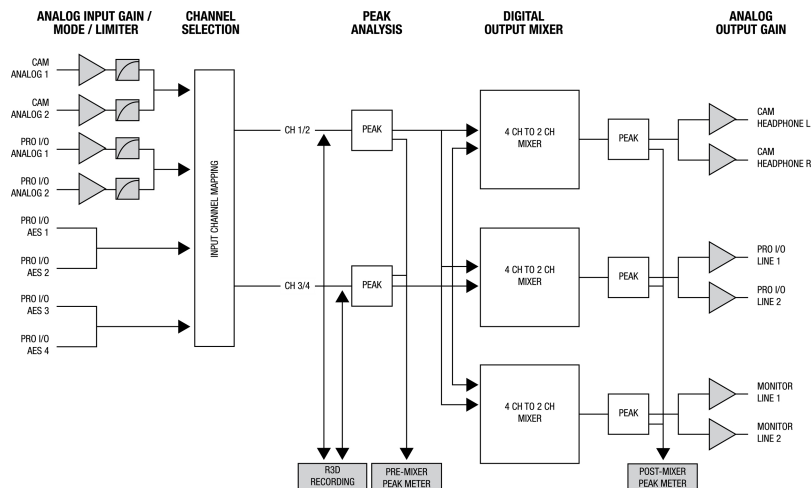 ANALOG INPUT GAIN /
MODE / LIMITER
CHANNEL
SELECTION
PEAK
ANALYSIS
DIGITAL
OUTPUT MIXER
ANALOG
OUTPUT GAIN
CAM
ANALOG 1
CAM
ANALOG 2
PRO I/O
ANALOG 1
PRO I/O
ANALOG 2
PRO I/O
AES 1
PRO I/O
AES 2
PRO I/O
AES 3
PRO I/O
AES 4
INPUT CHANNEL MAPPING
CH 1/2
CH 3/4
PEAK
PEAK
4 CH TO 2 CH
MIXER
4 CH TO 2 CH
MIXER
4 CH TO 2 CH
MIXER
PEAK
PEAK
PEAK
CAM
HEADPHONE L
CAM
HEADPHONE R
PRO I/O
LINE 1
PRO I/O
LINE 2
MONITOR
LINE 1
MONITOR
LINE 2
R3D
RECORDING
PRE-MIXER
PEAK METER
POST-MIXER
PEAK METER